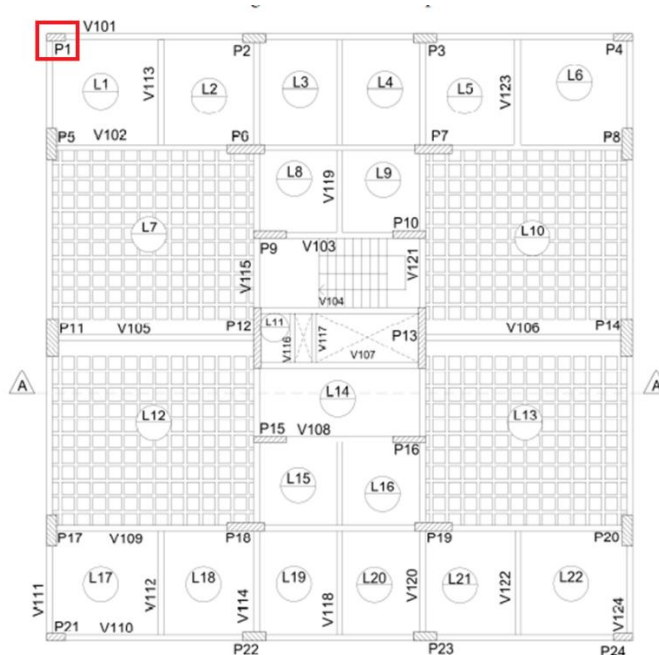 V101
P1 P2 P3 P4
L1 V113 L2 L3 L4 L5 V123 L6
P5 V102 P6 P7 P8
L8 V119 L9
L7 P10 L10
P9 V103
V115 V121
V104
P11 V105 P12 L11 V116 V117 V107 P13 V106 P14
A A
L14
L12 P15 V108 L13
P16
L15 L16
P17 V109 P18 P19 P20
V111 L17 V112 L18 V114 L19 V118 L20 V120 L21 V122 L22 V124
P21 V110
P22 P23 P24